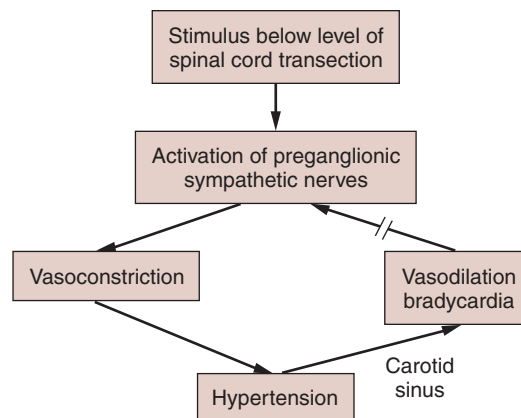 Stimulus below level of
spinal cord transection
Activation of preganglionic
sympathetic nerves
Vasoconstriction
Vasodilation
bradycardia
Carotid
sinus
Hypertension